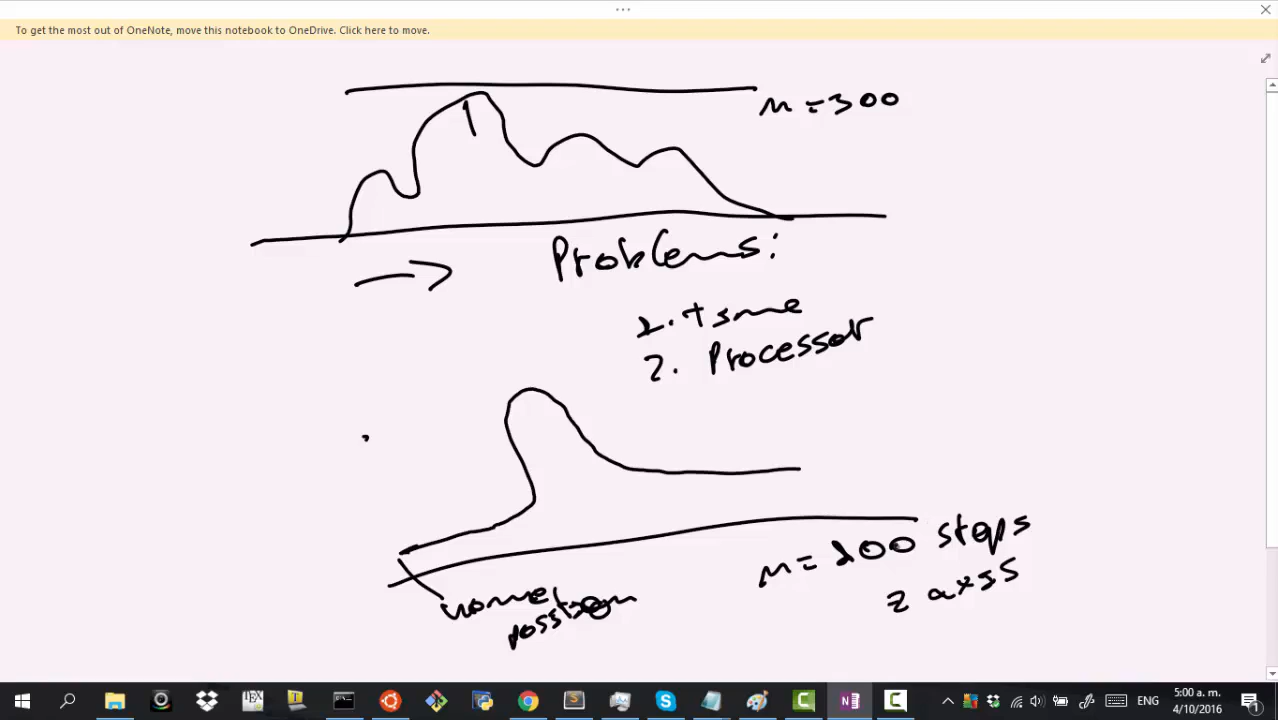 To get the most out of OneNote, move this notebook to OneDrive. Click here to move.
n=300
Problems:
1. time
2. Processor
n=200 steps
z axis
home
position
ENG
5:00 a. m.
4/10/2016